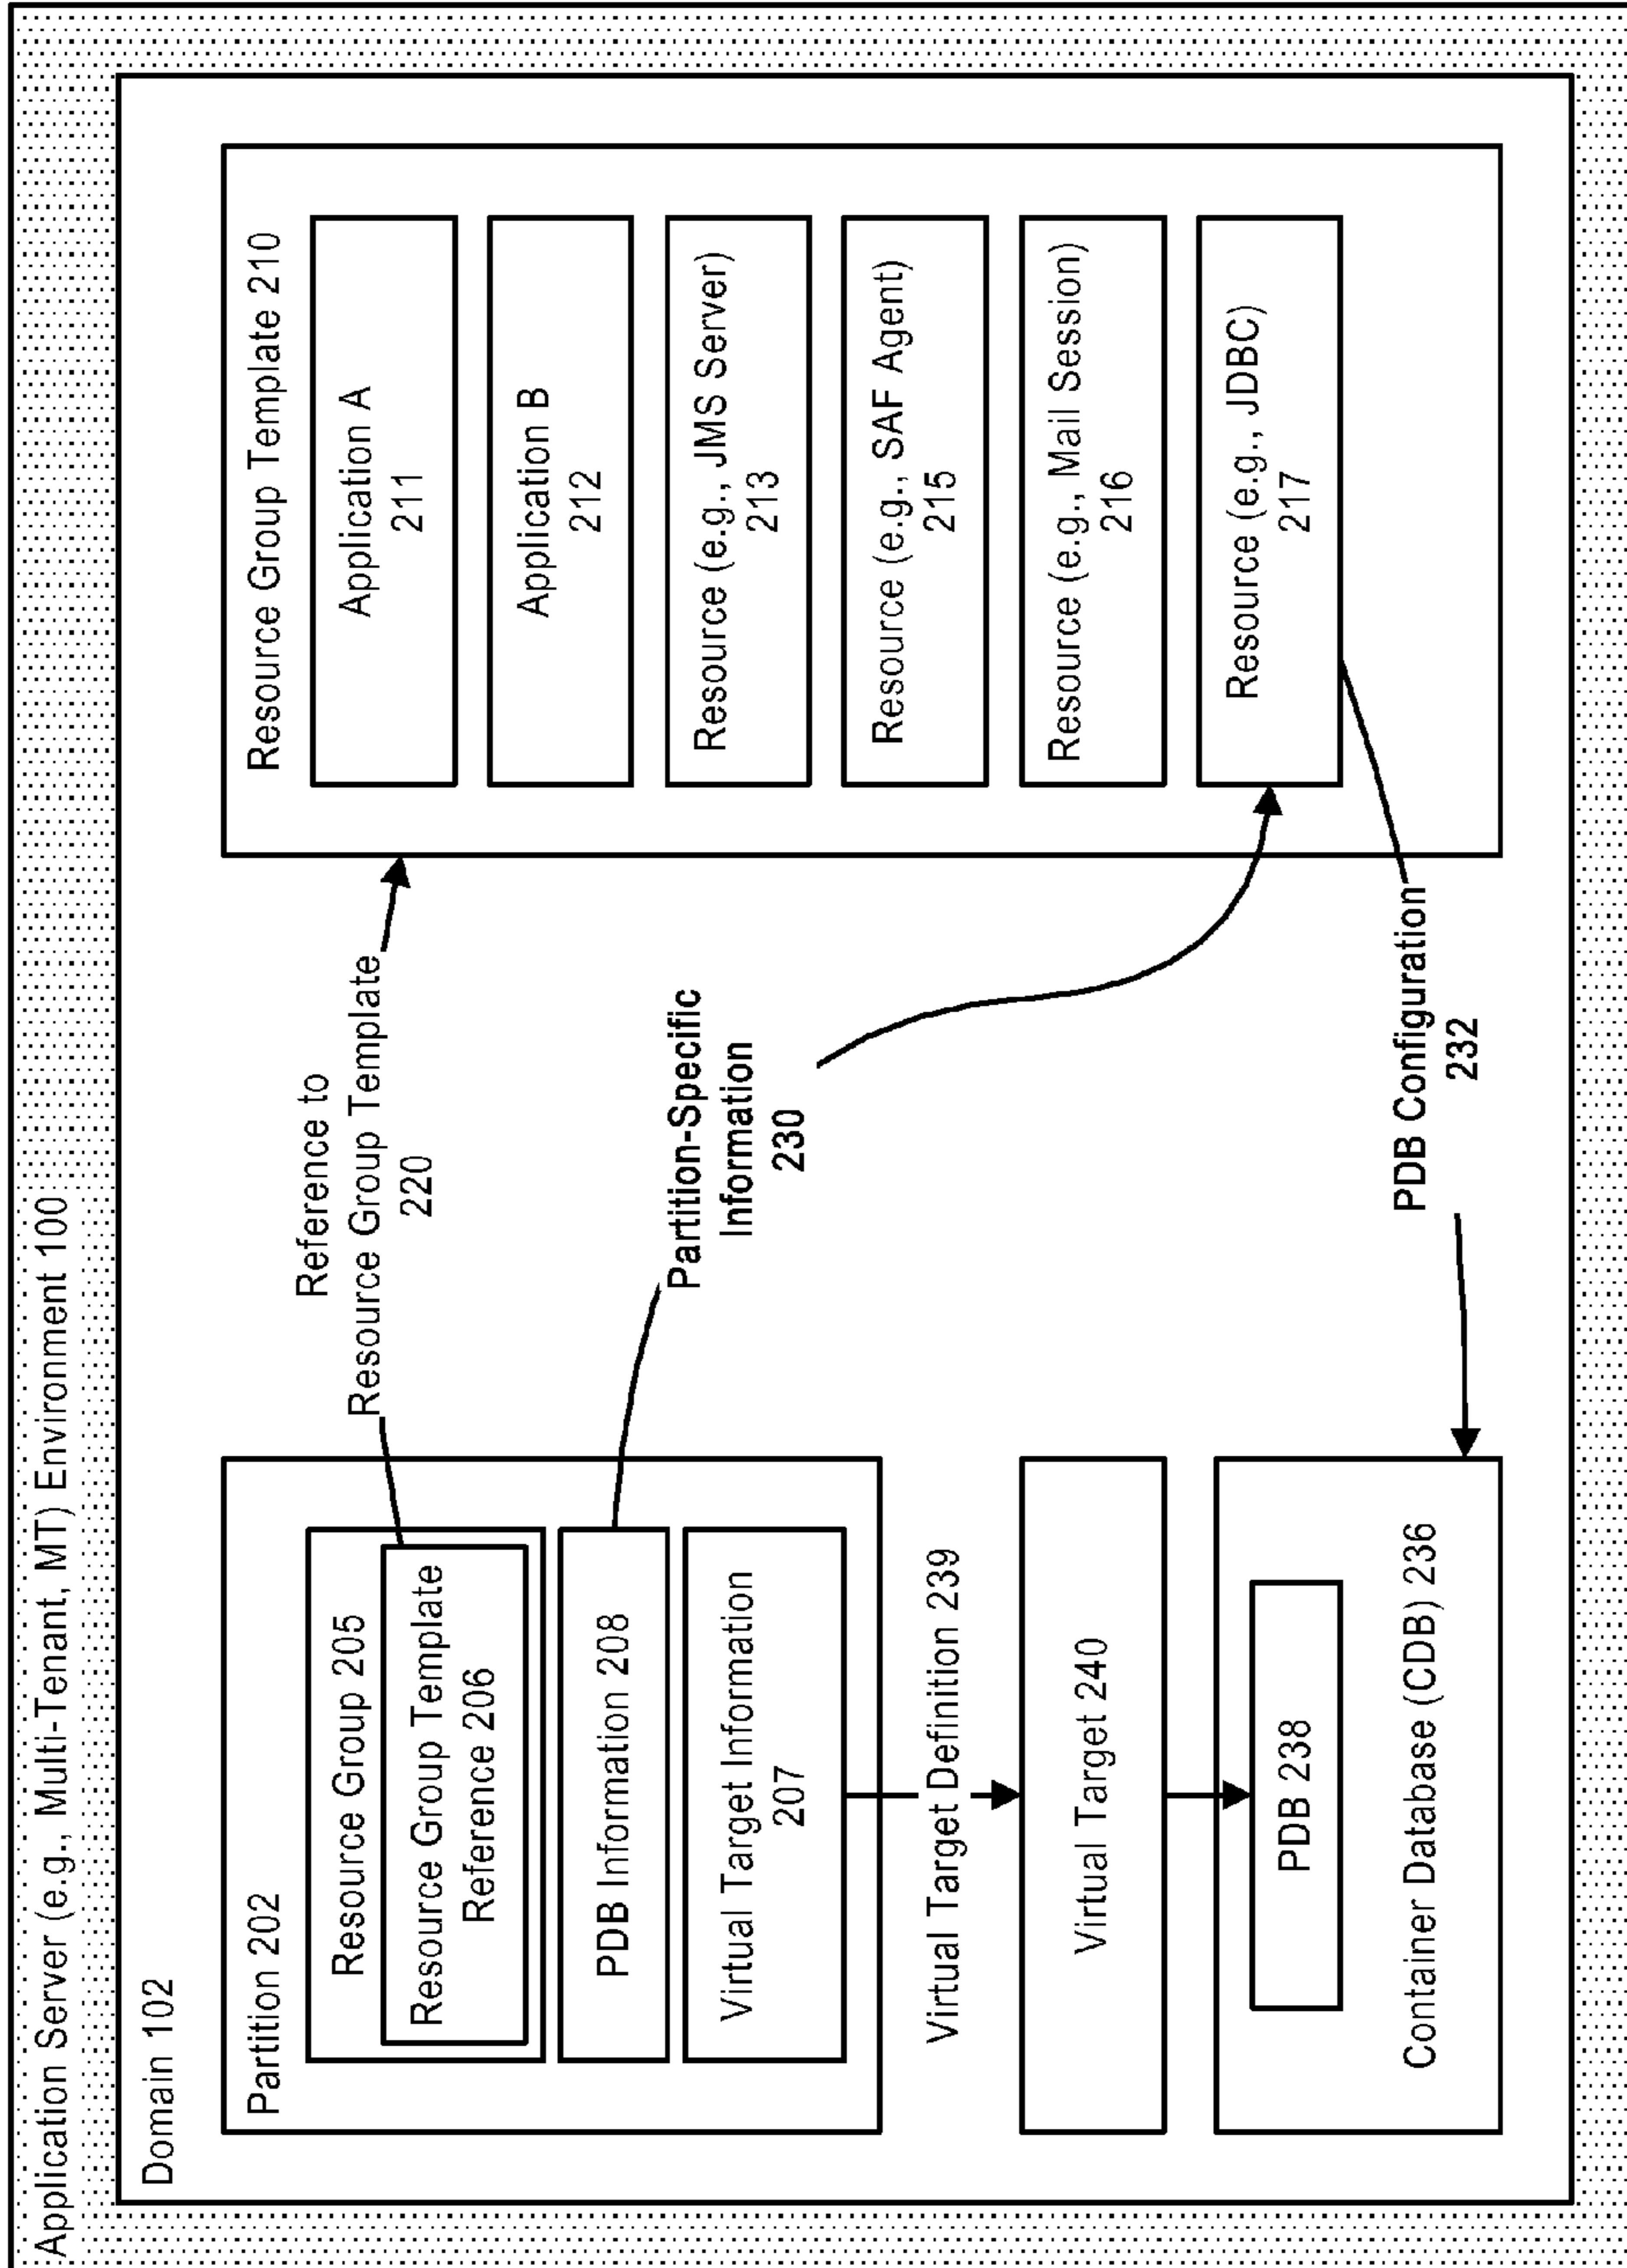 Application Server (e.g., Multi-Tenant, MT) Environment 100
Domain 102
Partition 202
Resource Group 205
Resource Group Template
Reference 206
PDB Information 208
Virtual Target Information
207
Virtual Target Definition 239
Virtual Target 240
PDB 238
Container Database (CDB) 236
Reference to
Resource Group Template
220
Partition-Specific
Information
230
PDB Configuration
232
Resource Group Template 210
Application A
211
Application B
212
Resource (e.g., JMS Server)
213
Resource (e.g., SAF Agent)
215
Resource (e.g., Mail Session)
216
Resource (e.g., JDBC)
217